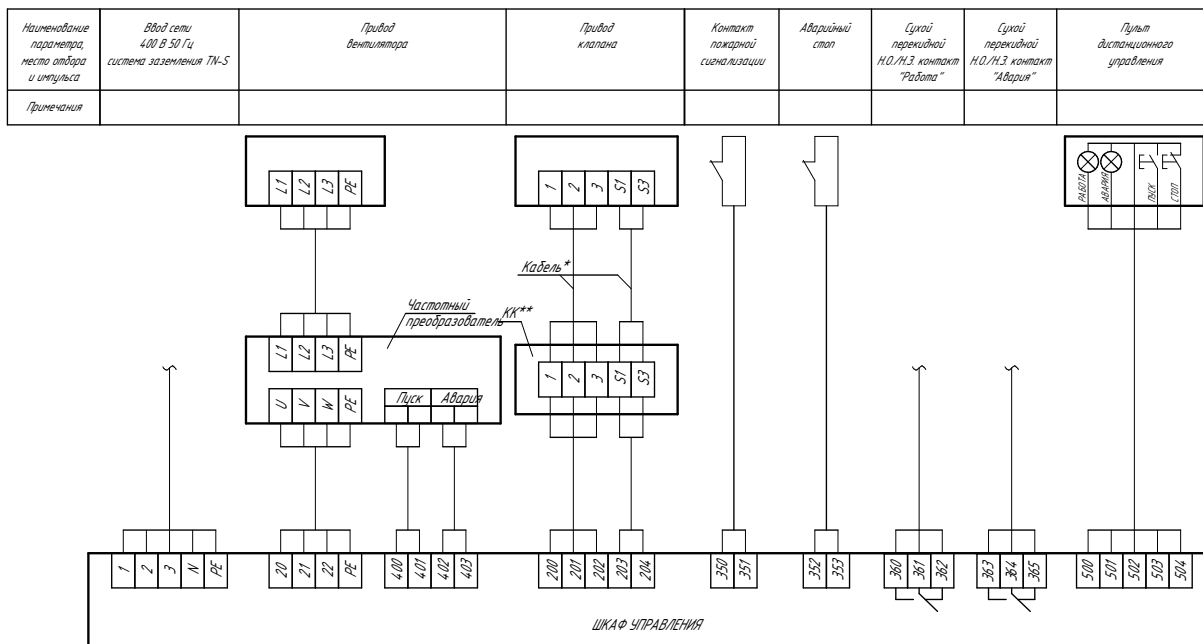 Наименование
параметра,
место отбора
и импульса
Ввод сети
400 В 50 Гц
система заземления TN-S
Привод
вентилятора
Привод
клапана
Контакт
пожарной
сигнализации
Аварийный
стоп
Сухой
перекидной
Н.О./Н.З. контакт
"Работа"
Сухой
перекидной
Н.О./Н.З. контакт
"Авария"
Пульт
дистанционного
управления
Примечания
L1 L2 L3 PE
1 2 3 S1 S3
РАБОТА АВАРИЯ ПУСК СТОП
Кабель*
Частотный
преобразователь
КК**
L1 L2 L3 PE
1 2 3 S1 S3
U V W PE
Пуск Авария
1 2 3 N PE
20 21 22 PE
400 401 402 403
200 201 202 203 204
350 351
352 353
360 361 362
363 364 365
500 501 502 503 504
ШКАФ УПРАВЛЕНИЯ